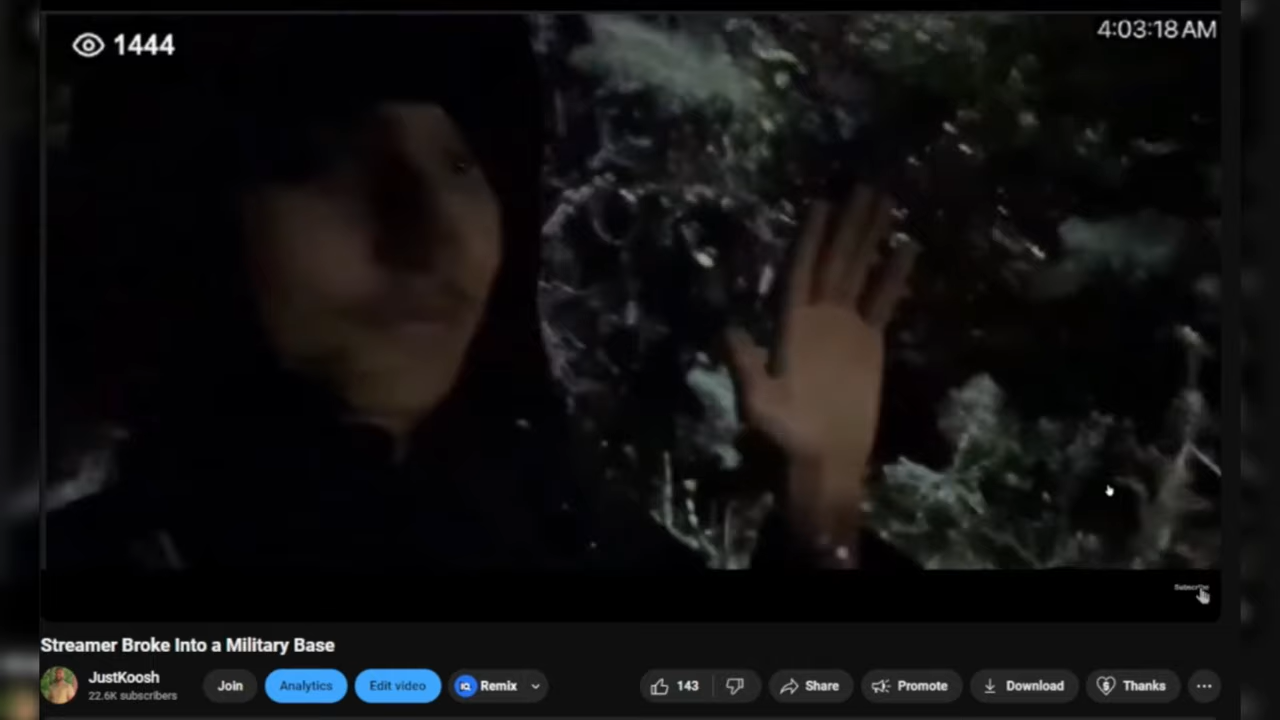 1444
4:03:18 AM
Subscribe
Streamer Broke Into a Military Base
JustKoosh
22.6K subscribers
Join
Analytics
Edit video
Remix
143
Share
Promote
Download
Thanks